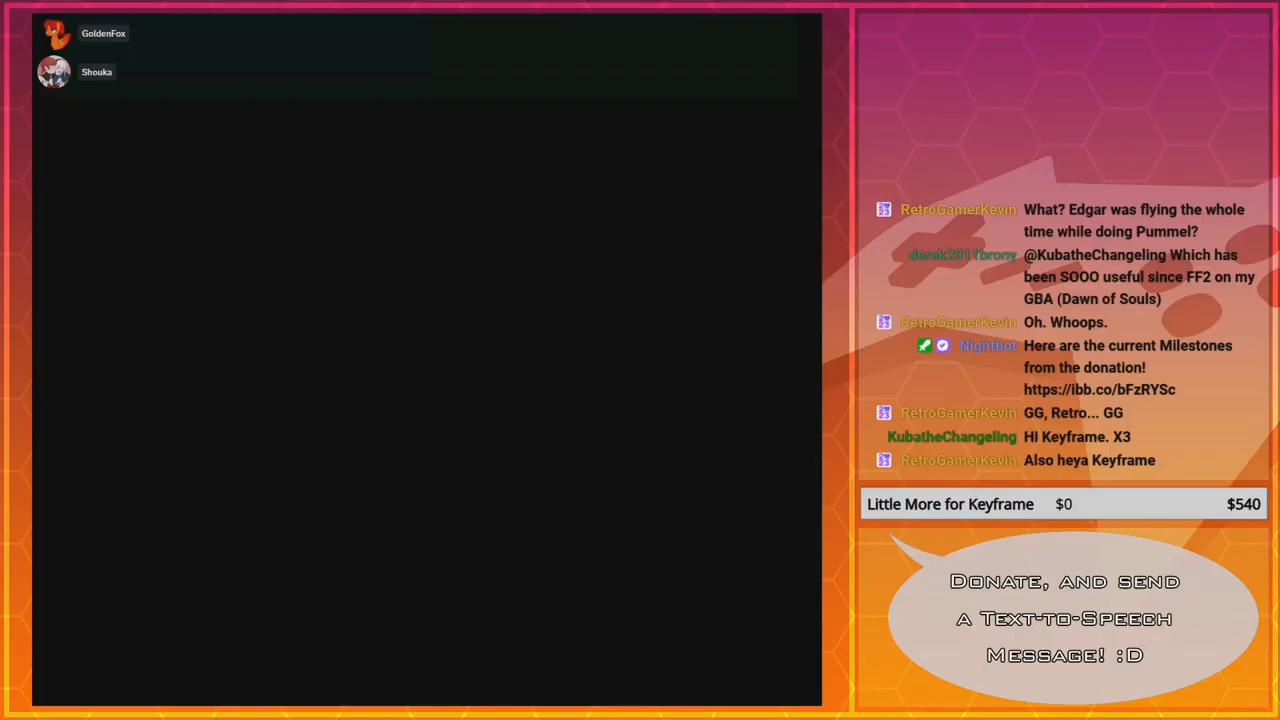 GoldenFox
Shouka
RetroGamerKevin What? Edgar was flying the whole
time while doing Pummel?
derek2011brony @KubatheChangeling Which has
been SOOO useful since FF2 on my
GBA (Dawn of Souls)
RetroGamerKevin Oh. Whoops.
Nightbot Here are the current Milestones
from the donation!
https://ibb.co/bFzRYSc
RetroGamerKevin GG, Retro... GG
KubatheChangeling Hi Keyframe. X3
RetroGamerKevin Also heya Keyframe
Little More for Keyframe $0 $540
Donate, and send
a Text-to-Speech
Message! :D